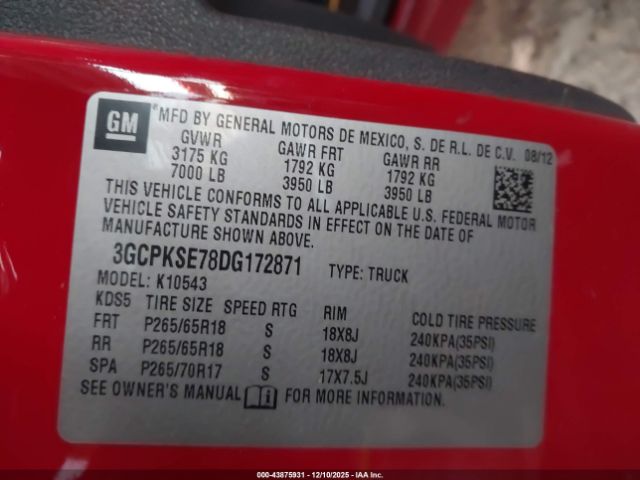 GM
*MFD BY GENERAL MOTORS DE MEXICO, S. DE R.L. DE C.V. 08/12
GVWR GAWR FRT GAWR RR
3175 KG 1792 KG 1792 KG
7000 LB 3950 LB 3950 LB
THIS VEHICLE CONFORMS TO ALL APPLICABLE U.S. FEDERAL MOTOR
VEHICLE SAFETY STANDARDS IN EFFECT ON THE DATE OF
MANUFACTURE SHOWN ABOVE.
3GCPKSE78DG172871 TYPE: TRUCK
MODEL: K10543
KDS5 TIRE SIZE SPEED RTG RIM COLD TIRE PRESSURE
FRT P265/65R18 S 18X8J 240KPA(35PSI)
RR P265/65R18 S 18X8J 240KPA(35PSI)
SPA P265/70R17 S 17X7.5J 240KPA(35PSI)
SEE OWNER'S MANUAL FOR MORE INFORMATION.
000-43875931 - 12/10/2025 - IAA Inc.